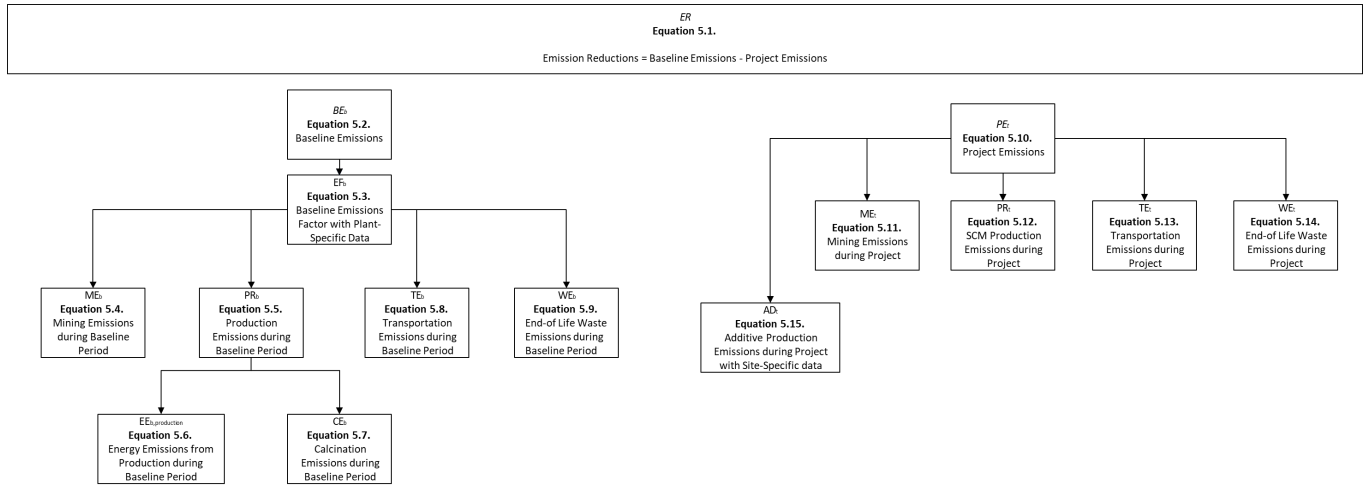 ER
Equation 5.1.
Emission Reductions = Baseline Emissions - Project Emissions
BEb
Equation 5.2.
Baseline Emissions
PEt
Equation 5.10.
Project Emissions
EFb
Equation 5.3.
Baseline Emissions
Factor with Plant-
Specific Data
MEt
Equation 5.11.
Mining Emissions
during Project
PRt
Equation 5.12.
SCM Production
Emissions during
Project
TEt
Equation 5.13.
Transportation
Emissions during
Project
WEt
Equation 5.14.
End-of Life Waste
Emissions during
Project
MEb
Equation 5.4.
Mining Emissions
during Baseline
Period
PRb
Equation 5.5.
Production
Emissions during
Baseline Period
TEb
Equation 5.8.
Transportation
Emissions during
Baseline Period
WEb
Equation 5.9.
End-of Life Waste
Emissions during
Baseline Period
ADt
Equation 5.15.
Additive Production
Emissions during Project
with Site-Specific data
EEb,production
Equation 5.6.
Energy Emissions from
Production during
Baseline Period
CEb
Equation 5.7.
Calcination
Emissions during
Baseline Period